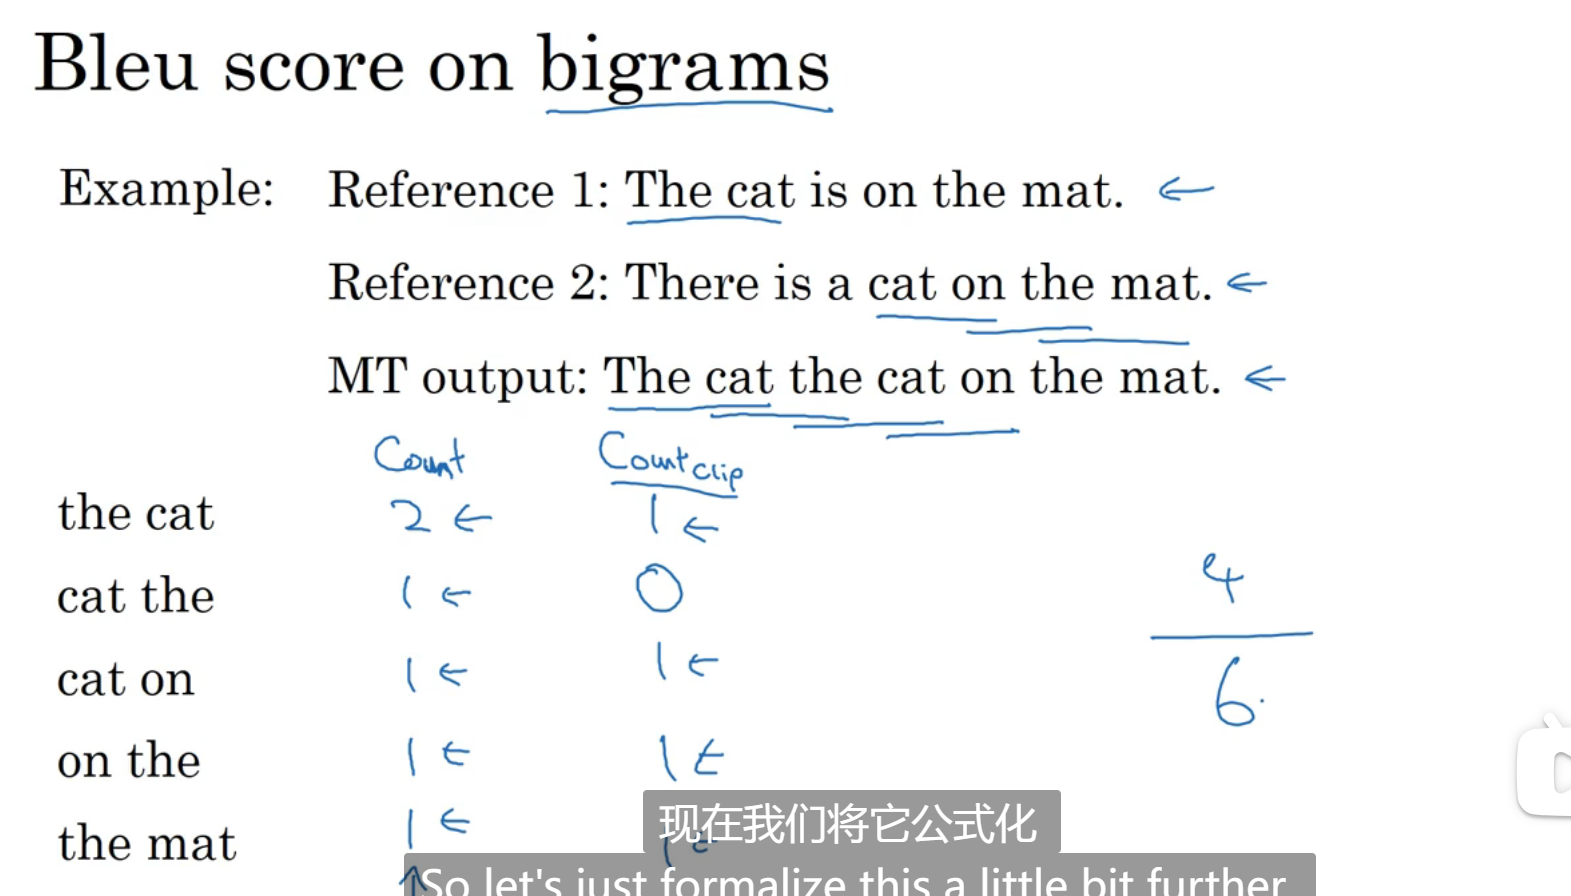 Bleu score on bigrams
Example: Reference 1: The cat is on the mat. ←
Reference 2: There is a cat on the mat. ←
MT output: The cat the cat on the mat. ←
Count Count clip
the cat 2 ← 1 ←
cat the 1 ← 0
cat on 1 ← 1 ←
on the 1 ← 1 ←
the mat 1 ← 1 ←
4
6
现在我们将它公式化
So let's just formalize this a little bit further